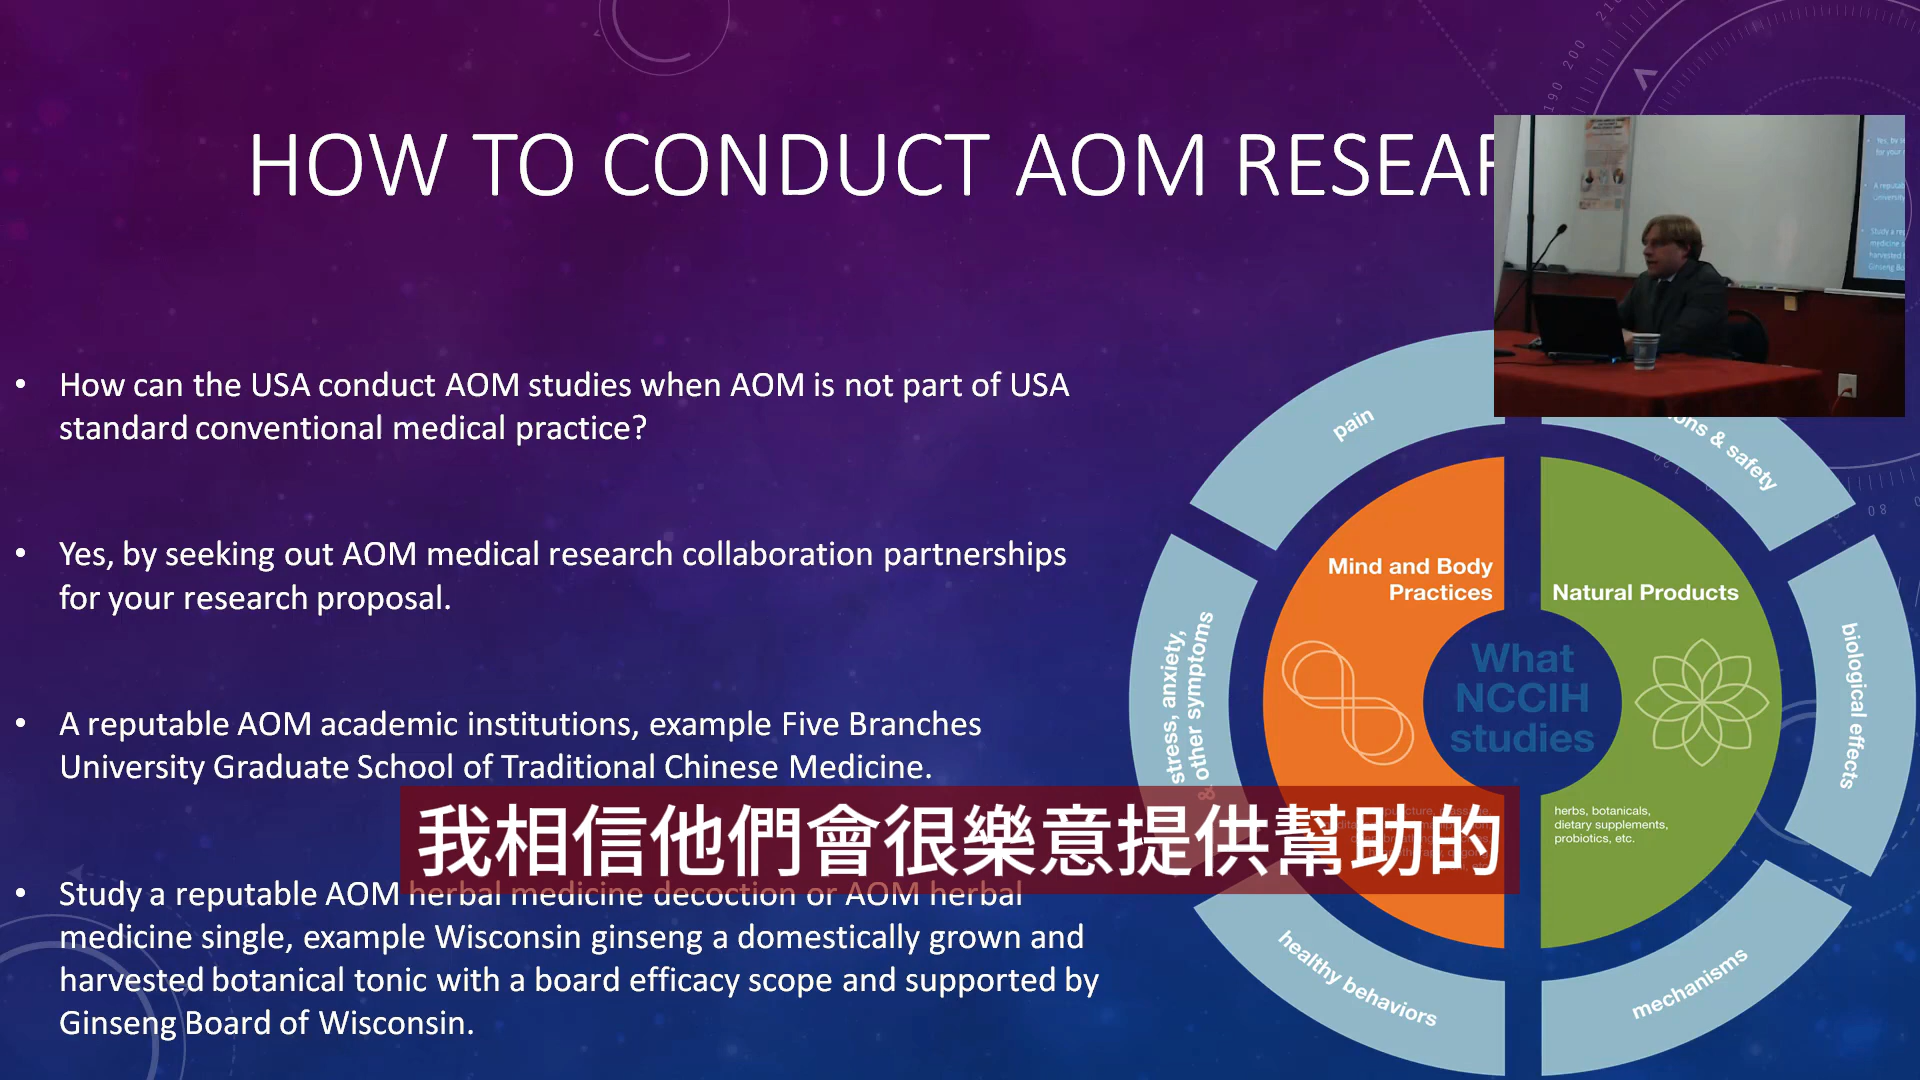 HOW TO CONDUCT AOM RESEAR
• How can the USA conduct AOM studies when AOM is not part of USA
standard conventional medical practice?
• Yes, by seeking out AOM medical research collaboration partnerships
for your research proposal.
• A reputable AOM academic institutions, example Five Branches
University Graduate School of Traditional Chinese Medicine.
• Study a reputable AOM herbal medicine decoction or AOM herbal
medicine single, example Wisconsin ginseng a domestically grown and
harvested botanical tonic with a board efficacy scope and supported by
Ginseng Board of Wisconsin.
我相信他們會很樂意提供幫助的
pain
& safety
Mind and Body
Practices
Natural Products
What
NCCIH
studies
stress, anxiety,
& other symptoms
biological effects
herbs, botanicals,
dietary supplements,
probiotics, etc.
healthy behaviors
mechanisms
190 200
80